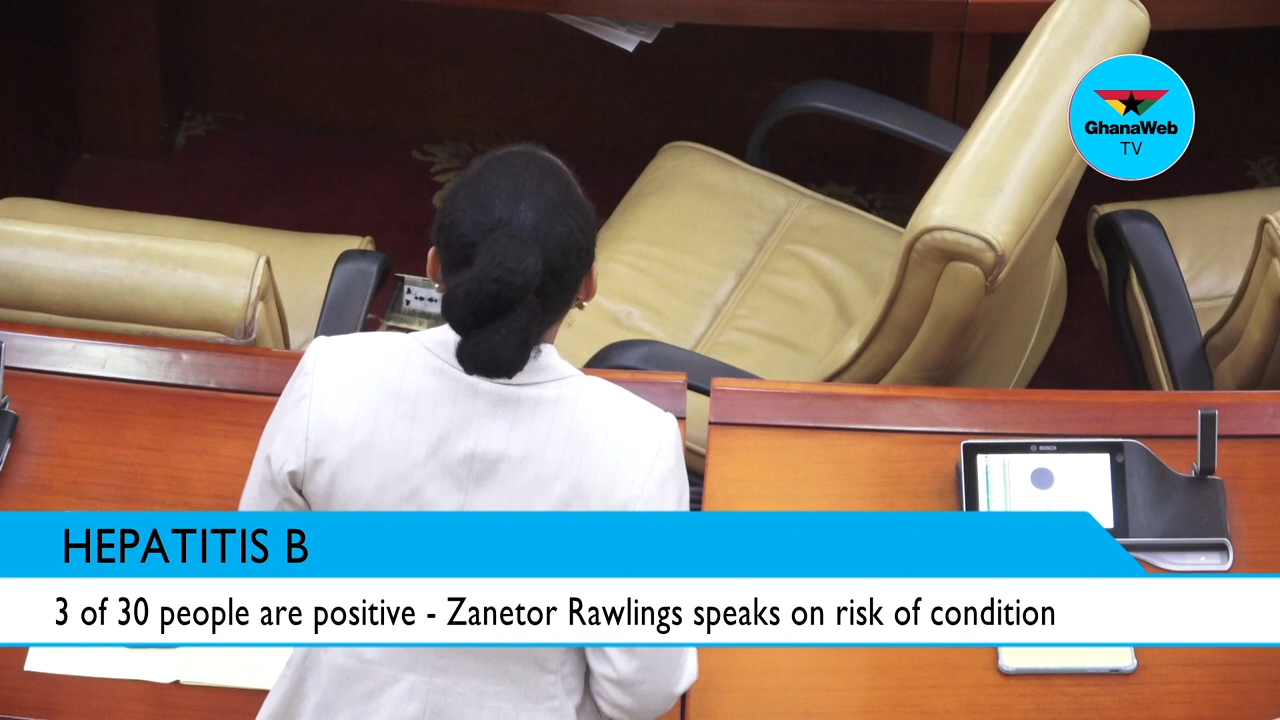 GhanaWeb
TV
BOSCH
HEPATITIS B
3 of 30 people are positive - Zanetor Rawlings speaks on risk of condition